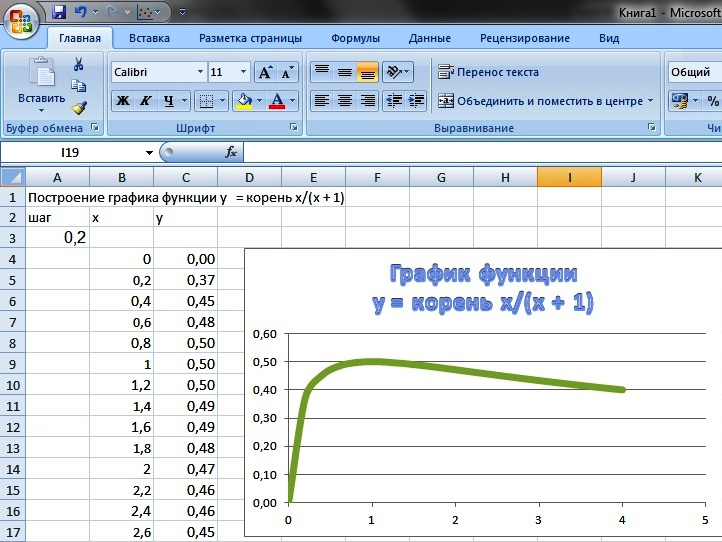 Книга1 - Microsoft
Главная Вставка Разметка страницы Формулы Данные Рецензирование Вид
Calibri 11 А А Перенос текста Общий
Вставить Ж К Ч А Объединить и поместить в центре %
Буфер обмена Шрифт Выравнивание Чи
I19 fx
A B C D E F G H I J K
1 Построение графика функции y = корень x/(x + 1)
2 шаг x y
3 0,2
4 0 0,00
5 0,2 0,37
6 0,4 0,45
7 0,6 0,48
8 0,8 0,50
9 1 0,50
10 1,2 0,50
11 1,4 0,49
12 1,6 0,49
13 1,8 0,48
14 2 0,47
15 2,2 0,46
16 2,4 0,46
17 2,6 0,45
График функции
y = корень x/(x + 1)
0,60
0,50
0,40
0,30
0,20
0,10
0,00
0 1 2 3 4 5